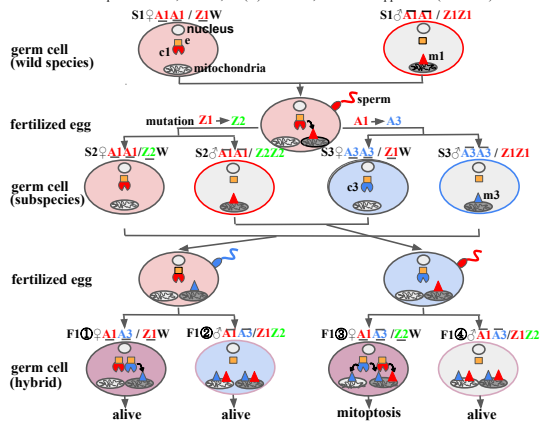 S1♀A1A1 / Z1W
S1♂A1A1 / Z1Z1
nucleus
e
c1
germ cell
(wild species)
mitochondria
m1
sperm
mutation Z1 → Z2
A1 → A3
fertilized egg
S2♀A1A1/Z2W
S2♂A1A1/Z2Z2
S3♀A3A3 / Z1W
S3♂A3A3/ Z1Z1
germ cell
(subspecies)
c3
m3
fertilized egg
F1①♀A1A3 / Z1W
F1②♂A1A3/Z1Z2
F1③♀A1A3 / Z2W
F1④♂A1A3/Z1Z2
germ cell
(hybrid)
alive
alive
mitoptosis
alive